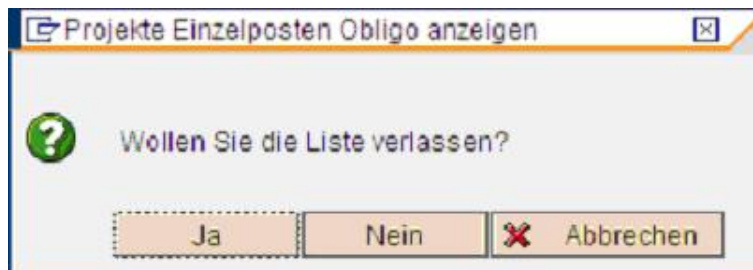 Projekte Einzelposten Obligo anzeigen
Wollen Sie die Liste verlassen?
Ja Nein Abbrechen